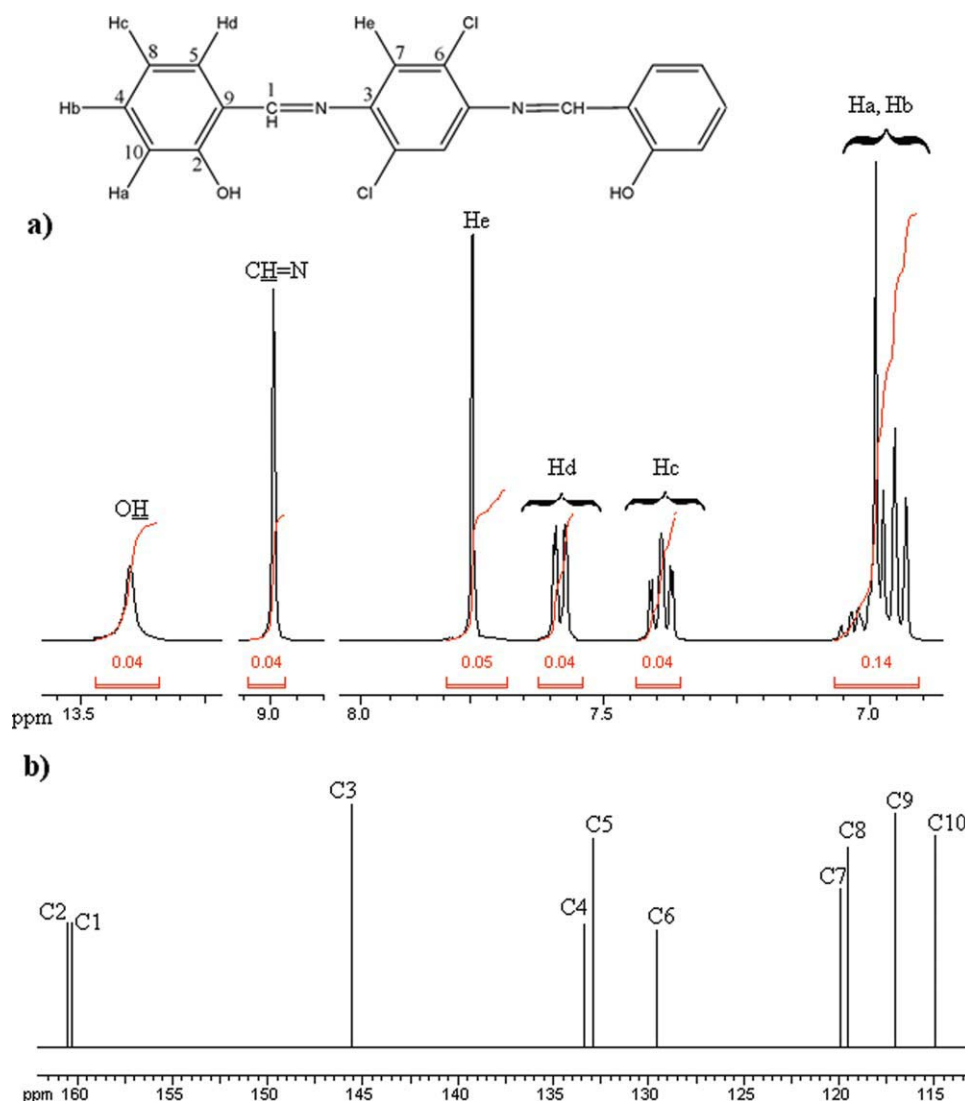 Hc Hd He Cl
8 5 7 6
Hb 4 9 1 C H N 3 N CH
10 2
Ha OH Cl HO
a)
Ha, Hb
He
CH=N
Hd Hc
OH
0.04 0.04 0.05 0.04 0.04 0.14
ppm 13.5 9.0 8.0 7.5 7.0
b)
C3
C5 C9
C8 C10
C2 C1 C4 C6 C7
ppm 160 155 150 145 140 135 130 125 120 115